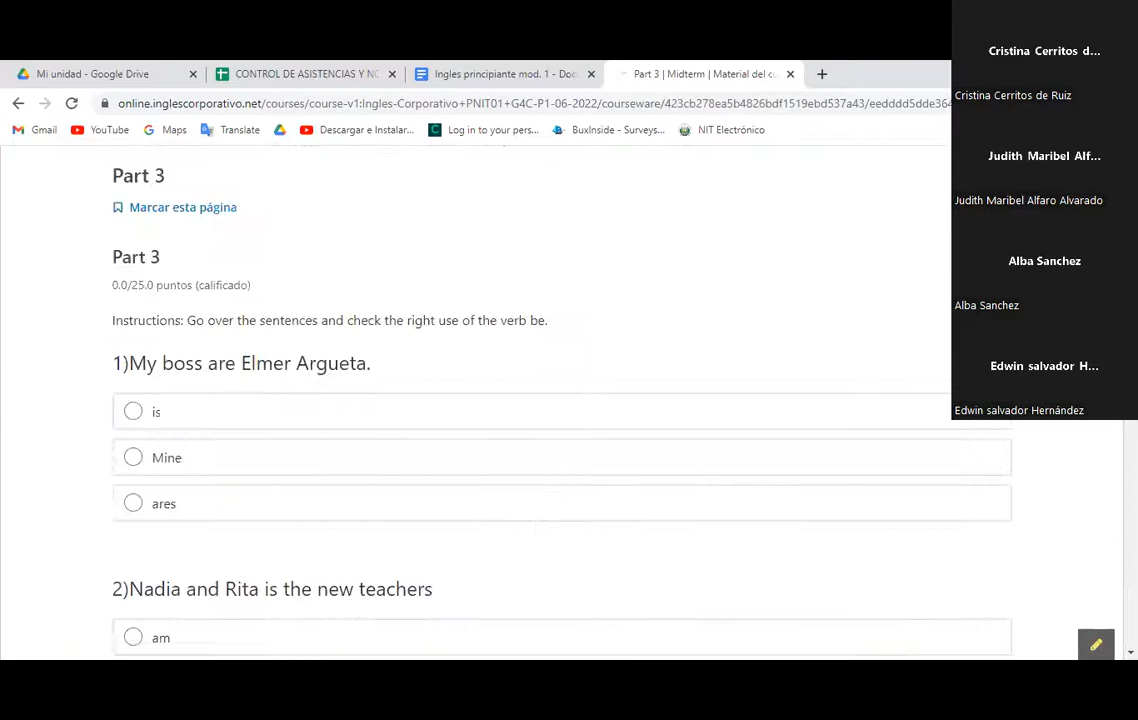 Mi unidad - Google Drive
CONTROL DE ASISTENCIAS Y NO
Ingles principiante mod. 1 - Doc
Part 3 | Midterm | Material del cu
online.inglescorporativo.net/courses/course-v1:Ingles-Corporativo+PNIT01+G4C-P1-06-2022/courseware/423cb278ea5b4826bdf1519ebd537a43/eedddd5dde364
Gmail
YouTube
Maps
Translate
Descargar e Instalar...
Log in to your pers...
BuxInside - Surveys...
NIT Electrónico
Part 3
Marcar esta página
Part 3
0.0/25.0 puntos (calificado)
Instructions: Go over the sentences and check the right use of the verb be.
1)My boss are Elmer Argueta.
is
Mine
ares
2)Nadia and Rita is the new teachers
am
Cristina Cerritos d...
Cristina Cerritos de Ruiz
Judith Maribel Alf...
Judith Maribel Alfaro Alvarado
Alba Sanchez
Alba Sanchez
Edwin salvador H...
Edwin salvador Hernández